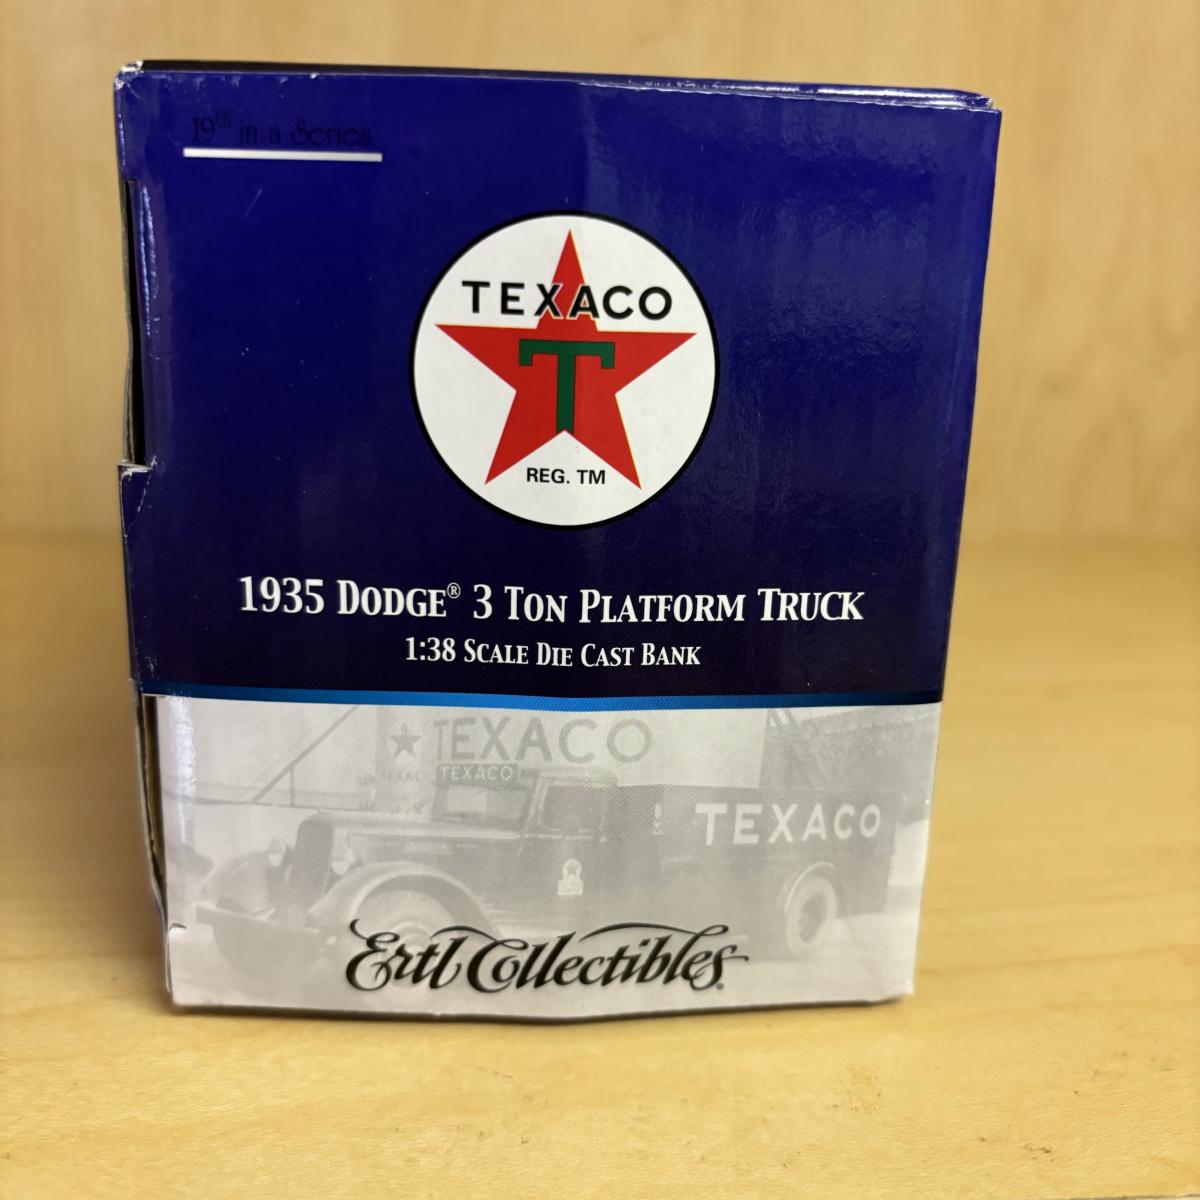 19th in a Series
TEXACO
T
REG. TM
1935 DODGE® 3 TON PLATFORM TRUCK
1:38 SCALE DIE CAST BANK
TEXACO
TEXACO
TEXACO
Ertl Collectibles®